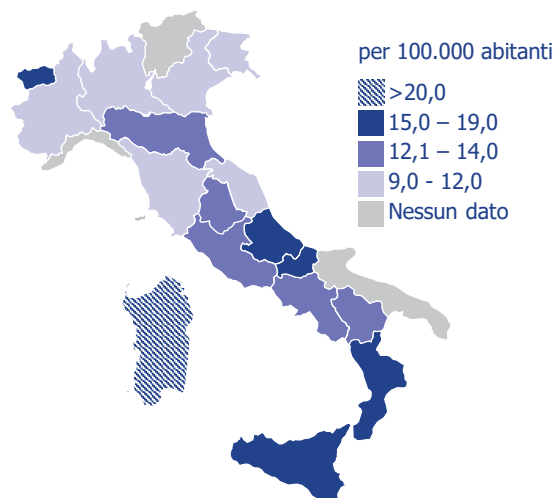 per 100.000 abitanti
>20,0
15,0 – 19,0
12,1 – 14,0
9,0 - 12,0
Nessun dato